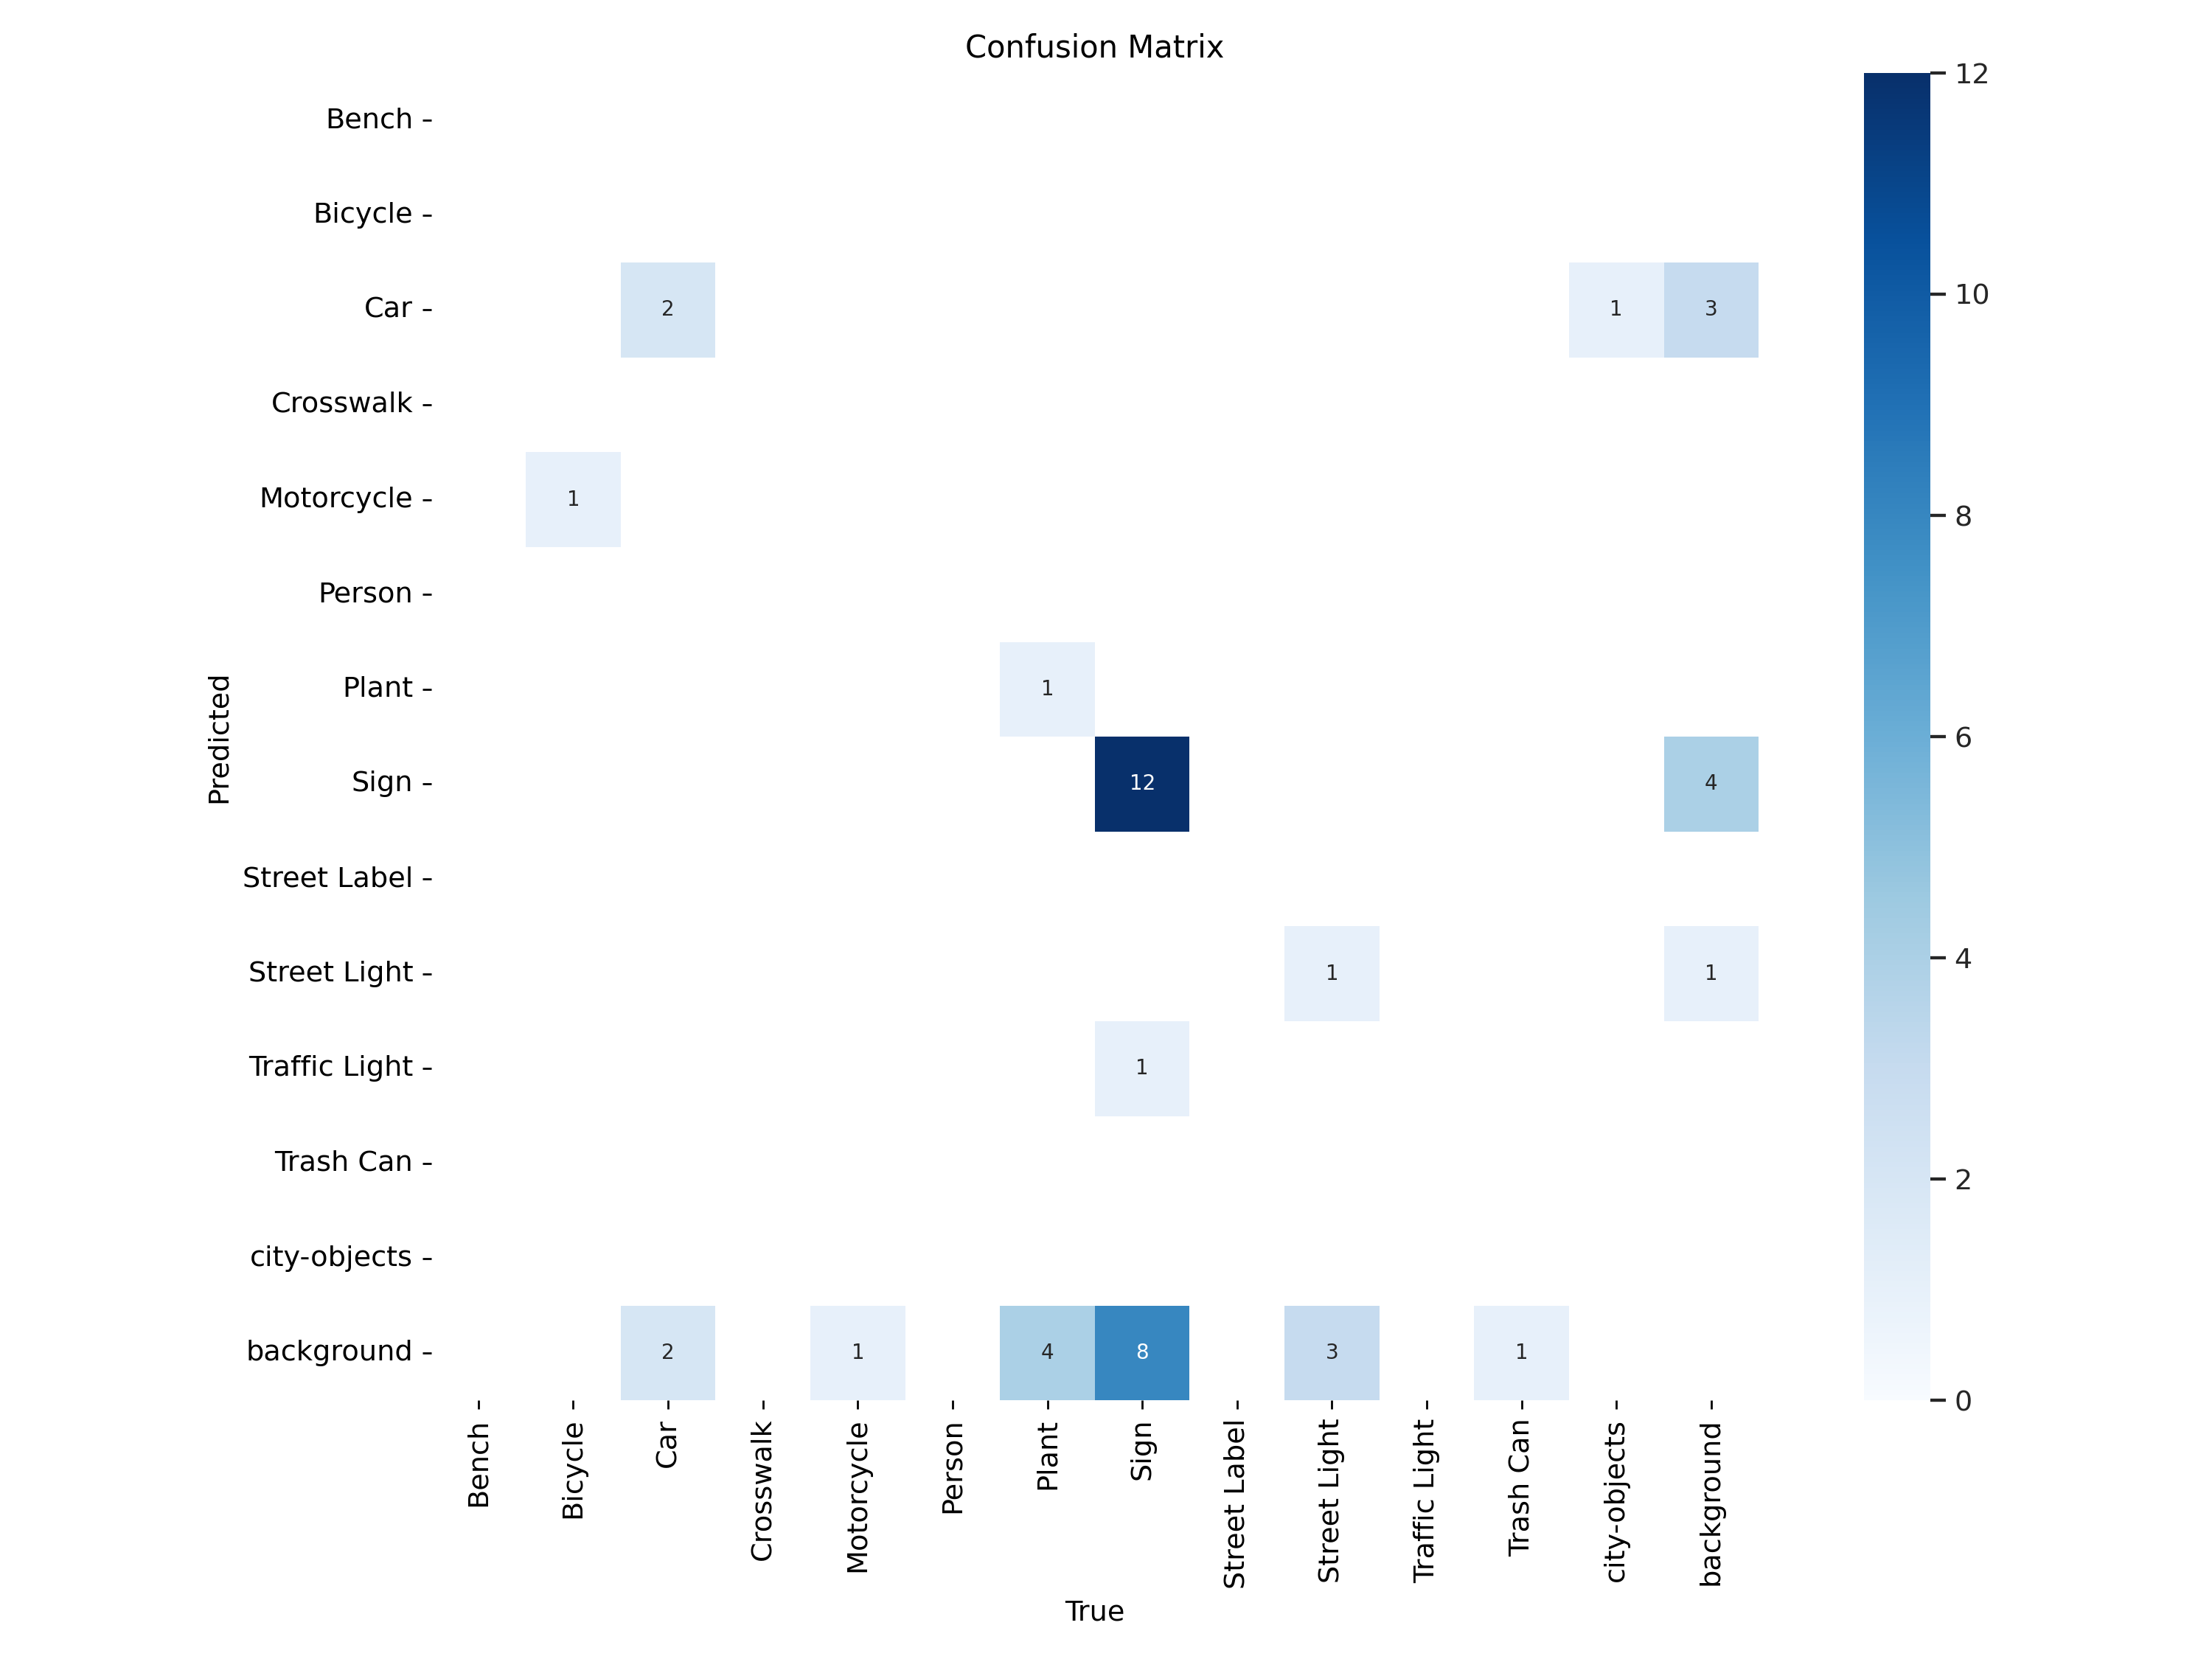 Confusion Matrix
Bench
Bicycle
Car
Crosswalk
Motorcycle
Person
Plant
Sign
Street Label
Street Light
Traffic Light
Trash Can
city-objects
background
Predicted
2 1 3
1
1
12 4
1 1
1
2 1 4 8 3 1
Bench
Bicycle
Car
Crosswalk
Motorcycle
Person
Plant
Sign
Street Label
Street Light
Traffic Light
Trash Can
city-objects
background
True
12
10
8
6
4
2
0